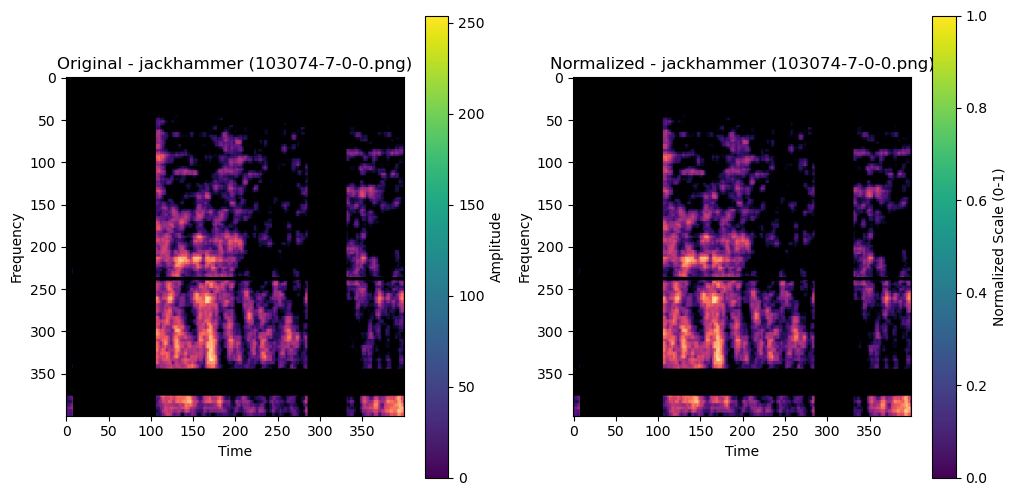 Original - jackhammer (103074-7-0-0.png)
0
50
100
150
200
250
300
350
Frequency
0 50 100 150 200 250 300 350
Time
250
200
150
100
50
0
Amplitude
Normalized - jackhammer (103074-7-0-0.png)
0
50
100
150
200
250
300
350
Frequency
0 50 100 150 200 250 300 350
Time
1.0
0.8
0.6
0.4
0.2
0.0
Normalized Scale (0-1)